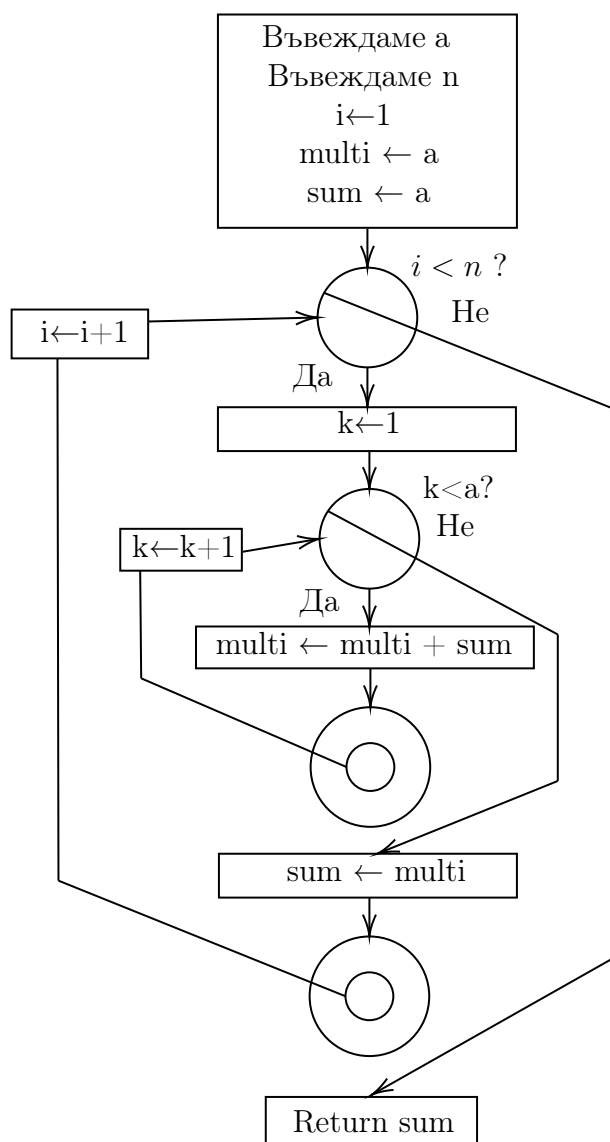 Въвеждаме a
Въвеждаме n
i←1
multi ← a
sum ← a
i < n ?
Не
i←i+1
Да
k←1
k<a?
Не
k←k+1
Да
multi ← multi + sum
sum ← multi
Return sum